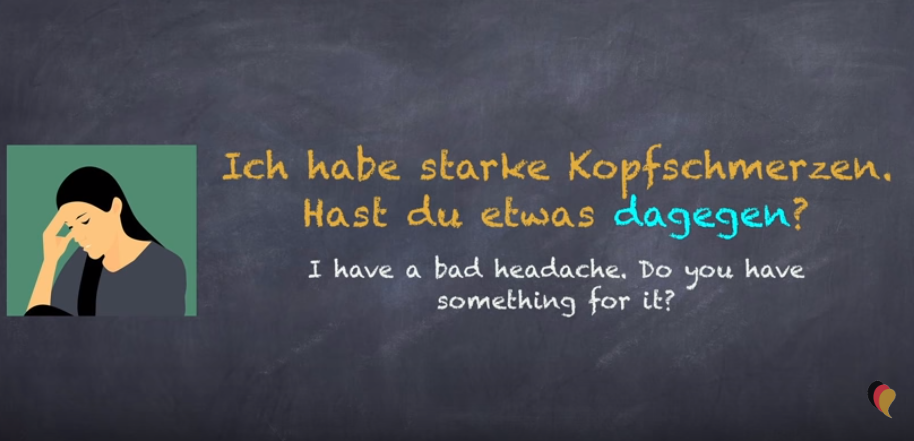 Ich habe starke Kopfschmerzen.
Hast du etwas dagegen?
I have a bad headache. Do you have
something for it?